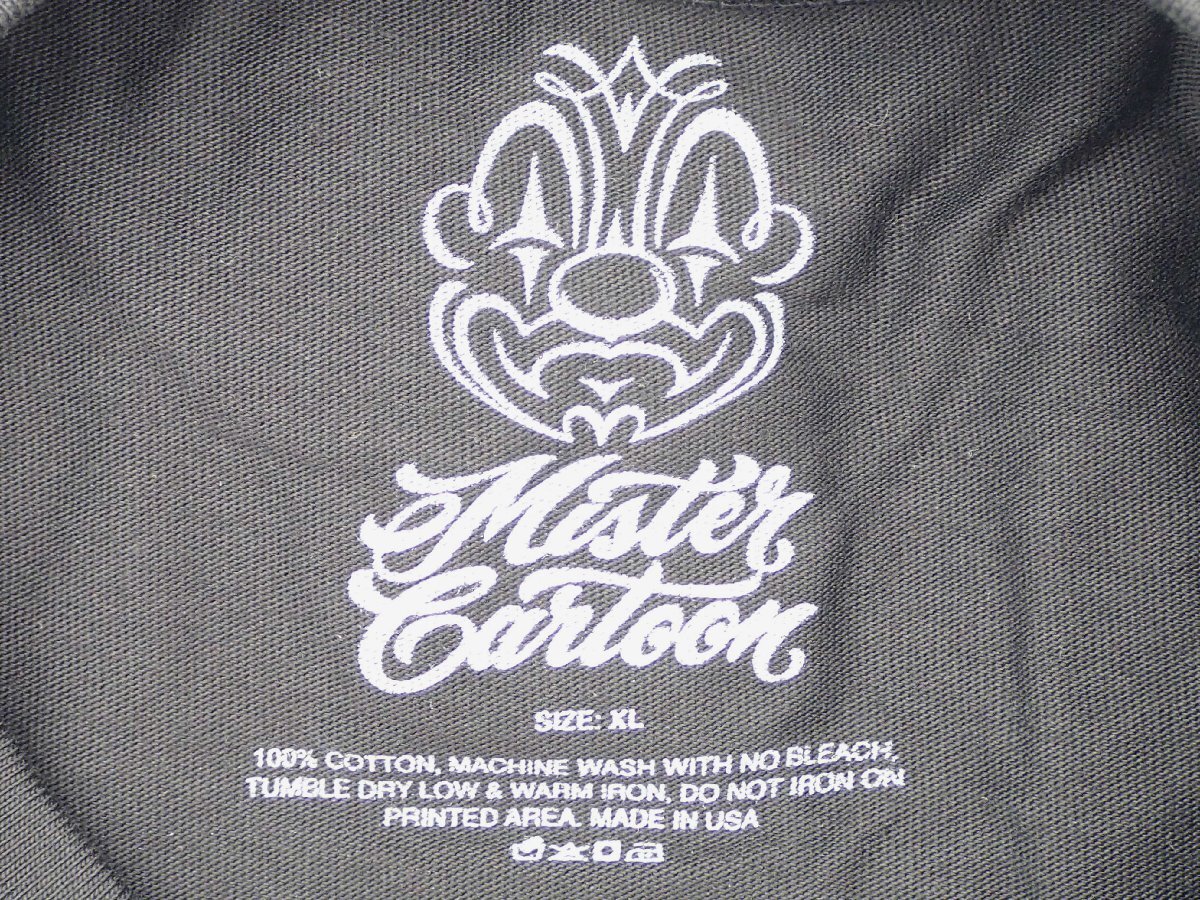 Mister
Cartoon
SIZE: XL
100% COTTON, MACHINE WASH WITH NO BLEACH,
TUMBLE DRY LOW & WARM IRON, DO NOT IRON ON
PRINTED AREA. MADE IN USA